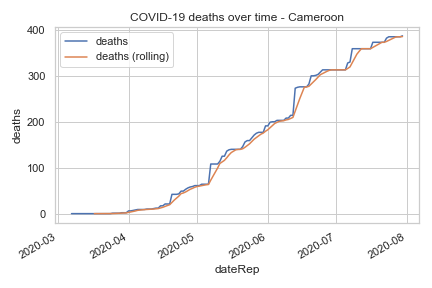 COVID-19 deaths over time - Cameroon
deaths
deaths (rolling)
400
300
200
100
0
deaths
2020-03
2020-04
2020-05
2020-06
2020-07
2020-08
dateRep